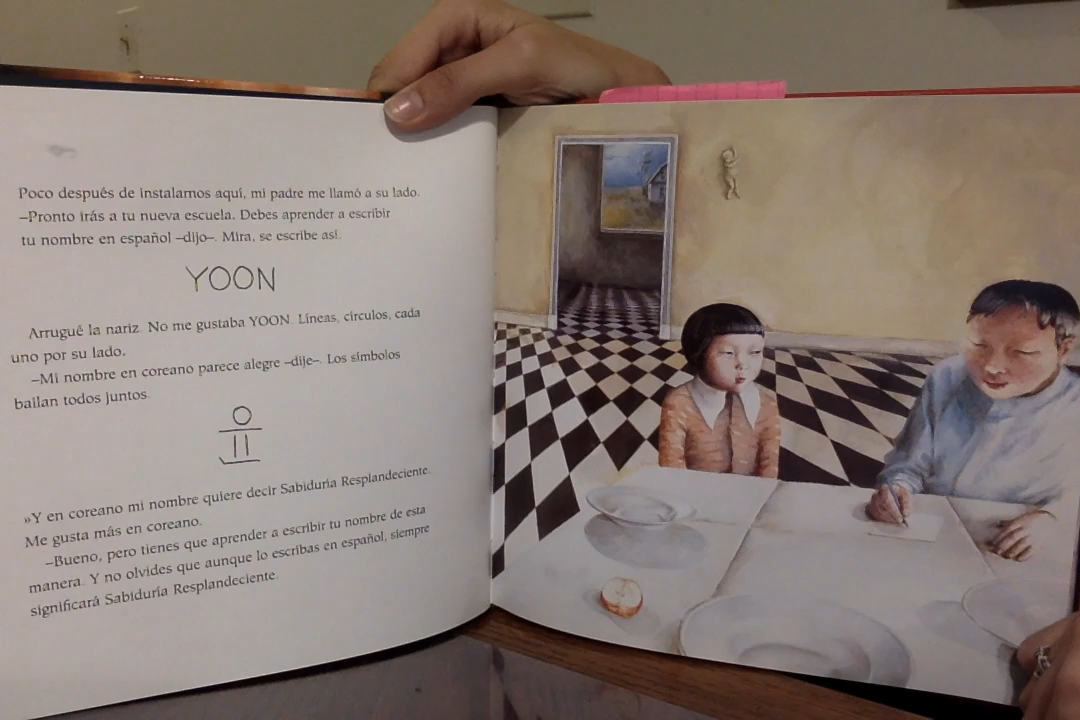 Poco después de instalarnos aquí, mi padre me llamó a su lado.
–Pronto irás a tu nueva escuela. Debes aprender a escribir
tu nombre en español –dijo–. Mira, se escribe así.
YOON
Arrugué la nariz. No me gustaba YOON. Líneas, círculos, cada
uno por su lado.
–Mi nombre en coreano parece alegre –dije–. Los símbolos
bailan todos juntos.
윤
»Y en coreano mi nombre quiere decir Sabiduría Resplandeciente.
Me gusta más en coreano.
–Bueno, pero tienes que aprender a escribir tu nombre de esta
manera. Y no olvides que aunque lo escribas en español, siempre
significará Sabiduría Resplandeciente.